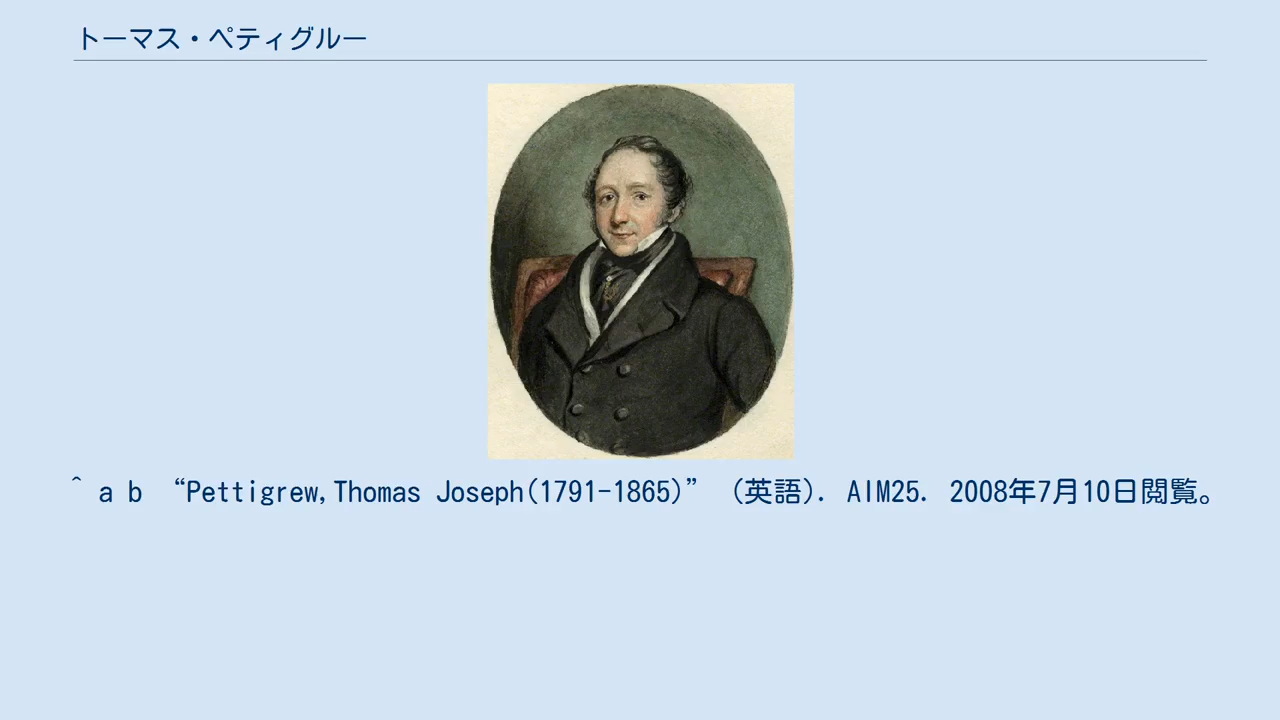 トーマス・ペティグルー
^ a b “Pettigrew,Thomas Joseph(1791-1865)” (英語). AIM25. 2008年7月10日閲覧。